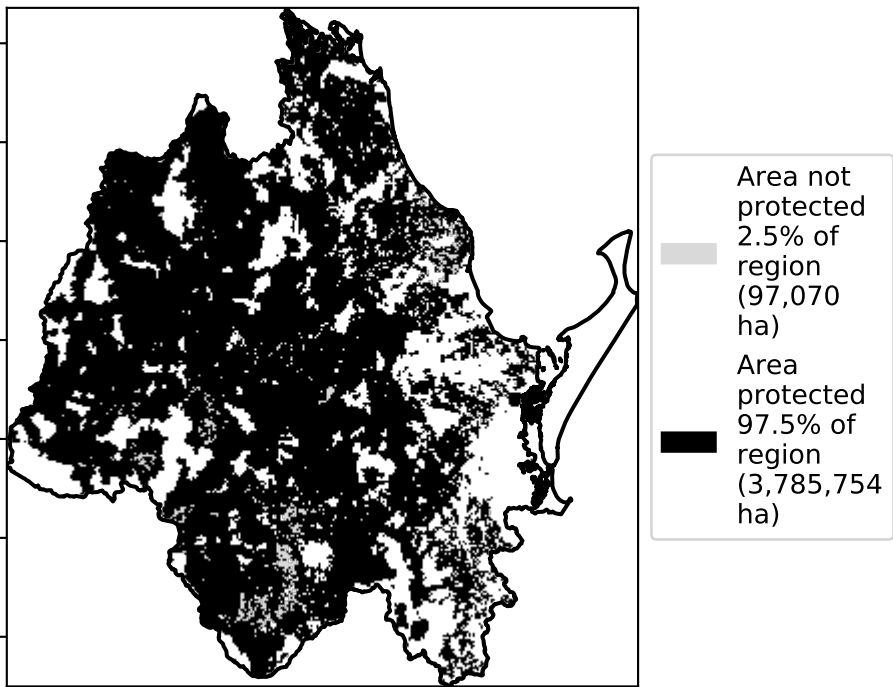 Area not
protected
2.5% of
region
(97,070
ha)
Area
protected
97.5% of
region
(3,785,754
ha)